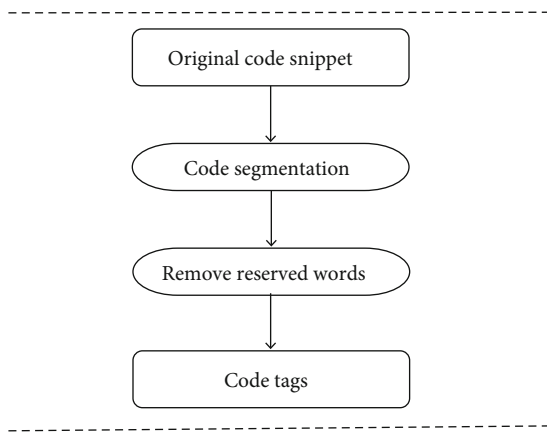 Original code snippet
Code segmentation
Remove reserved words
Code tags